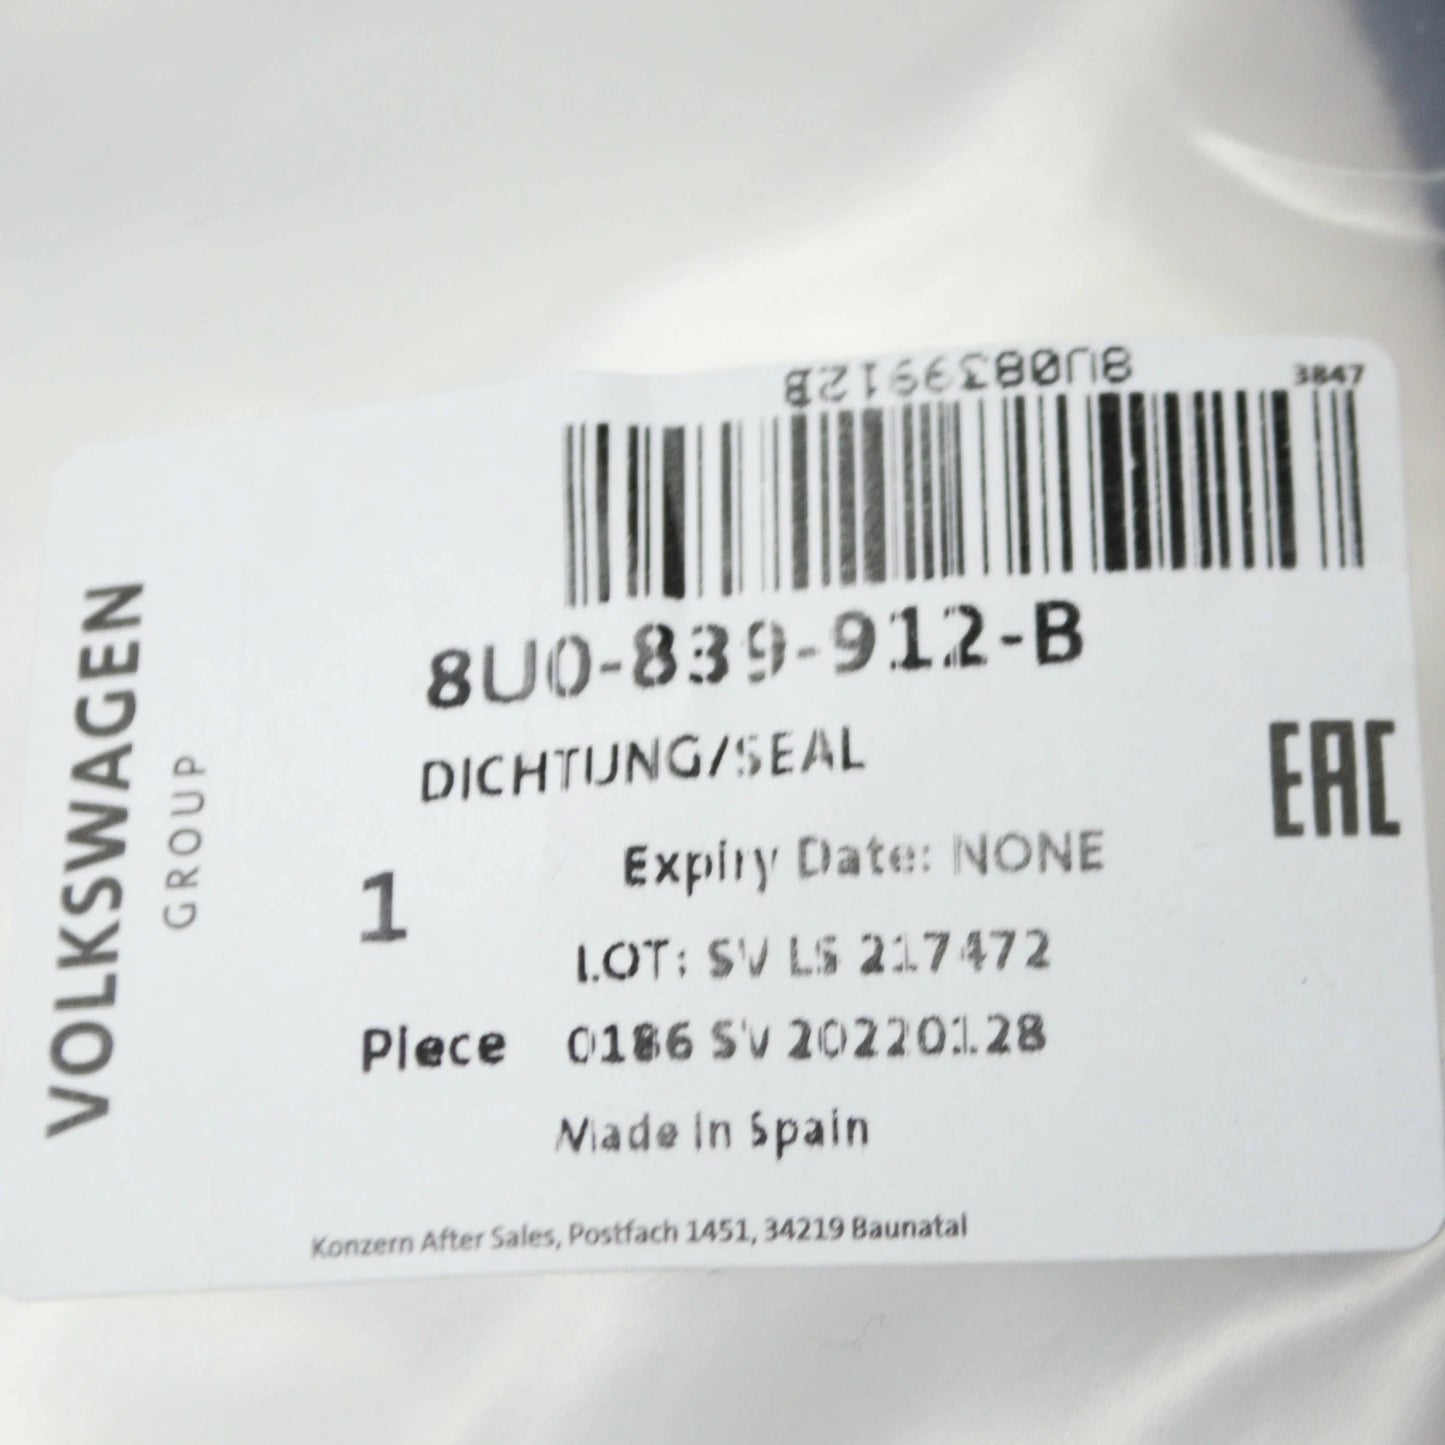 8U0839912B
3847
8U0-839-912-B
DICHTUNG/SEAL
Expiry Date: NONE
1
LOT: SV LS 217472
Piece 0186 SV 20220128
Made in Spain
Konzern After Sales, Postfach 1451, 34219 Baunatal
VOLKSWAGEN
GROUP
EAC